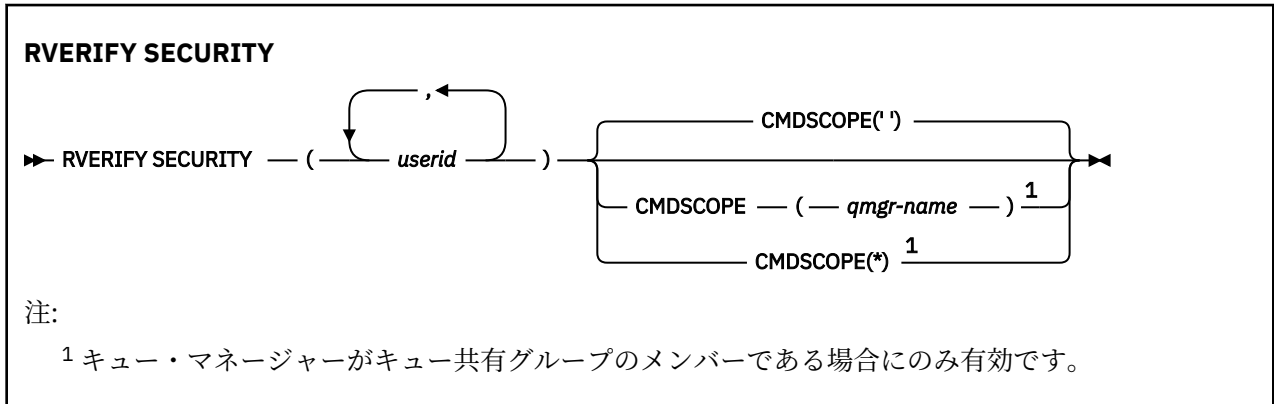 RVERIFY SECURITY
,
CMDSCOPE(' ')
RVERIFY SECURITY ( userid )
CMDSCOPE ( qmgr-name ) 1
CMDSCOPE(*) 1
注:
1 キュー・マネージャーがキュー共有グループのメンバーである場合にのみ有効です。